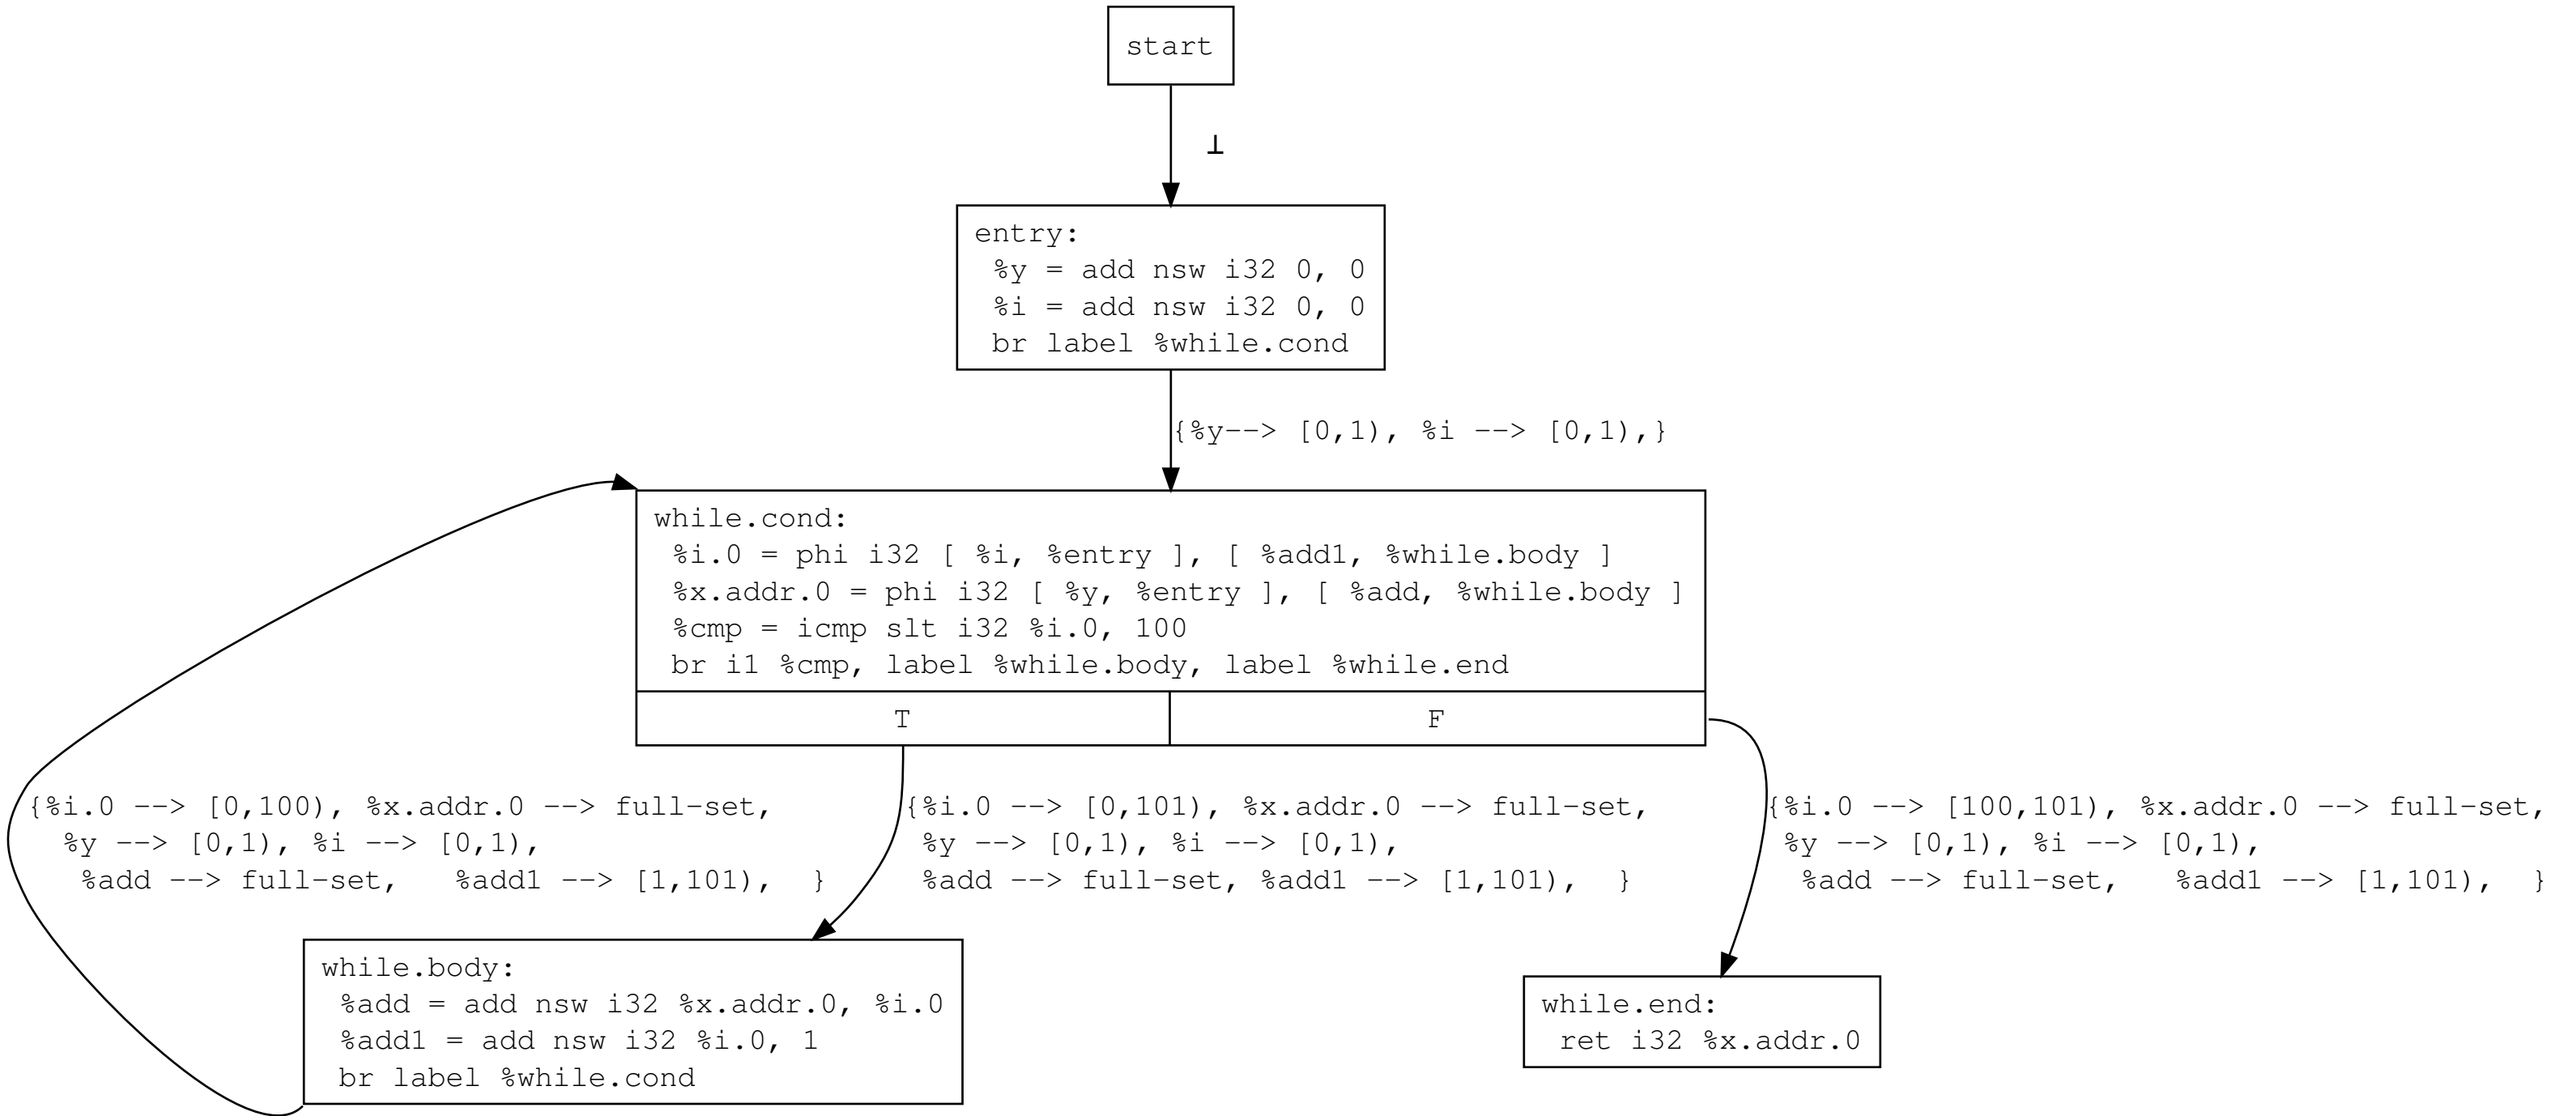 start
⊥
entry:
%y = add nsw i32 0, 0
%i = add nsw i32 0, 0
br label %while.cond
{%y--> [0,1), %i --> [0,1),}
while.cond:
%i.0 = phi i32 [ %i, %entry ], [ %add1, %while.body ]
%x.addr.0 = phi i32 [ %y, %entry ], [ %add, %while.body ]
%cmp = icmp slt i32 %i.0, 100
br i1 %cmp, label %while.body, label %while.end
T
F
{%i.0 --> [0,100), %x.addr.0 --> full-set,
%y --> [0,1), %i --> [0,1),
%add --> full-set, %add1 --> [1,101), }
{%i.0 --> [0,101), %x.addr.0 --> full-set,
%y --> [0,1), %i --> [0,1),
%add --> full-set, %add1 --> [1,101), }
{%i.0 --> [100,101), %x.addr.0 --> full-set,
%y --> [0,1), %i --> [0,1),
%add --> full-set, %add1 --> [1,101), }
while.body:
%add = add nsw i32 %x.addr.0, %i.0
%add1 = add nsw i32 %i.0, 1
br label %while.cond
while.end:
ret i32 %x.addr.0